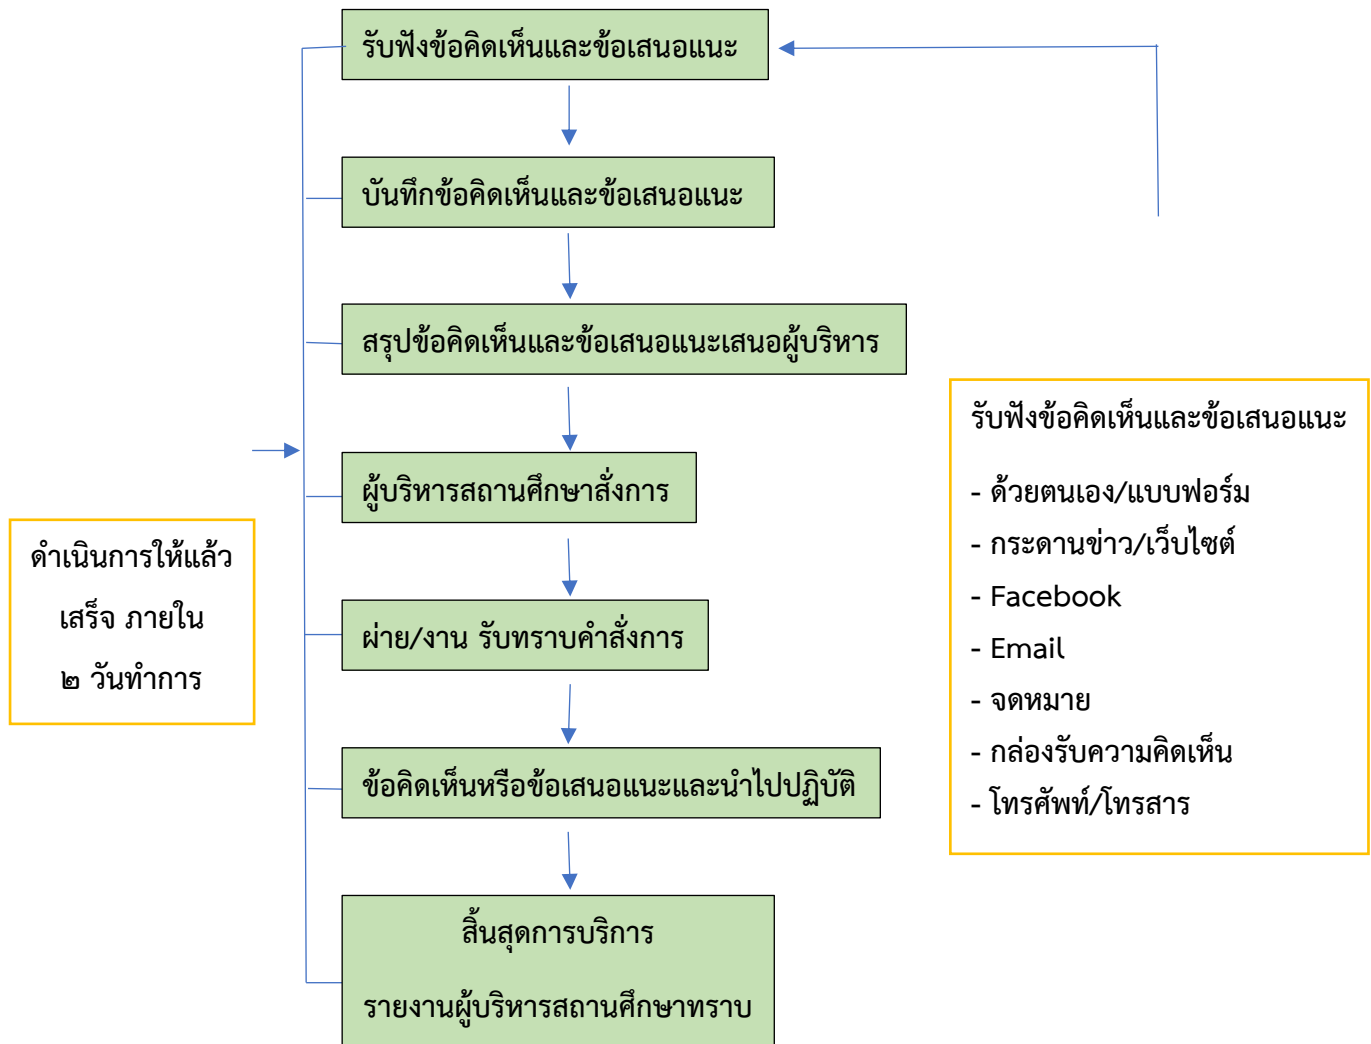 รับฟังข้อคิดเห็นและข้อเสนอแนะ
บันทึกข้อคิดเห็นและข้อเสนอแนะ
สรุปข้อคิดเห็นและข้อเสนอแนะเสนอผู้บริหาร
ผู้บริหารสถานศึกษาสั่งการ
ผ่าย/งาน รับทราบคำสั่งการ
ข้อคิดเห็นหรือข้อเสนอแนะและนำไปปฏิบัติ
สิ้นสุดการบริการ
รายงานผู้บริหารสถานศึกษาทราบ
ดำเนินการให้แล้ว
เสร็จ ภายใน
๒ วันทำการ
รับฟังข้อคิดเห็นและข้อเสนอแนะ
- ด้วยตนเอง/แบบฟอร์ม
- กระดานข่าว/เว็บไซต์
- Facebook
- Email
- จดหมาย
- กล่องรับความคิดเห็น
- โทรศัพท์/โทรสาร